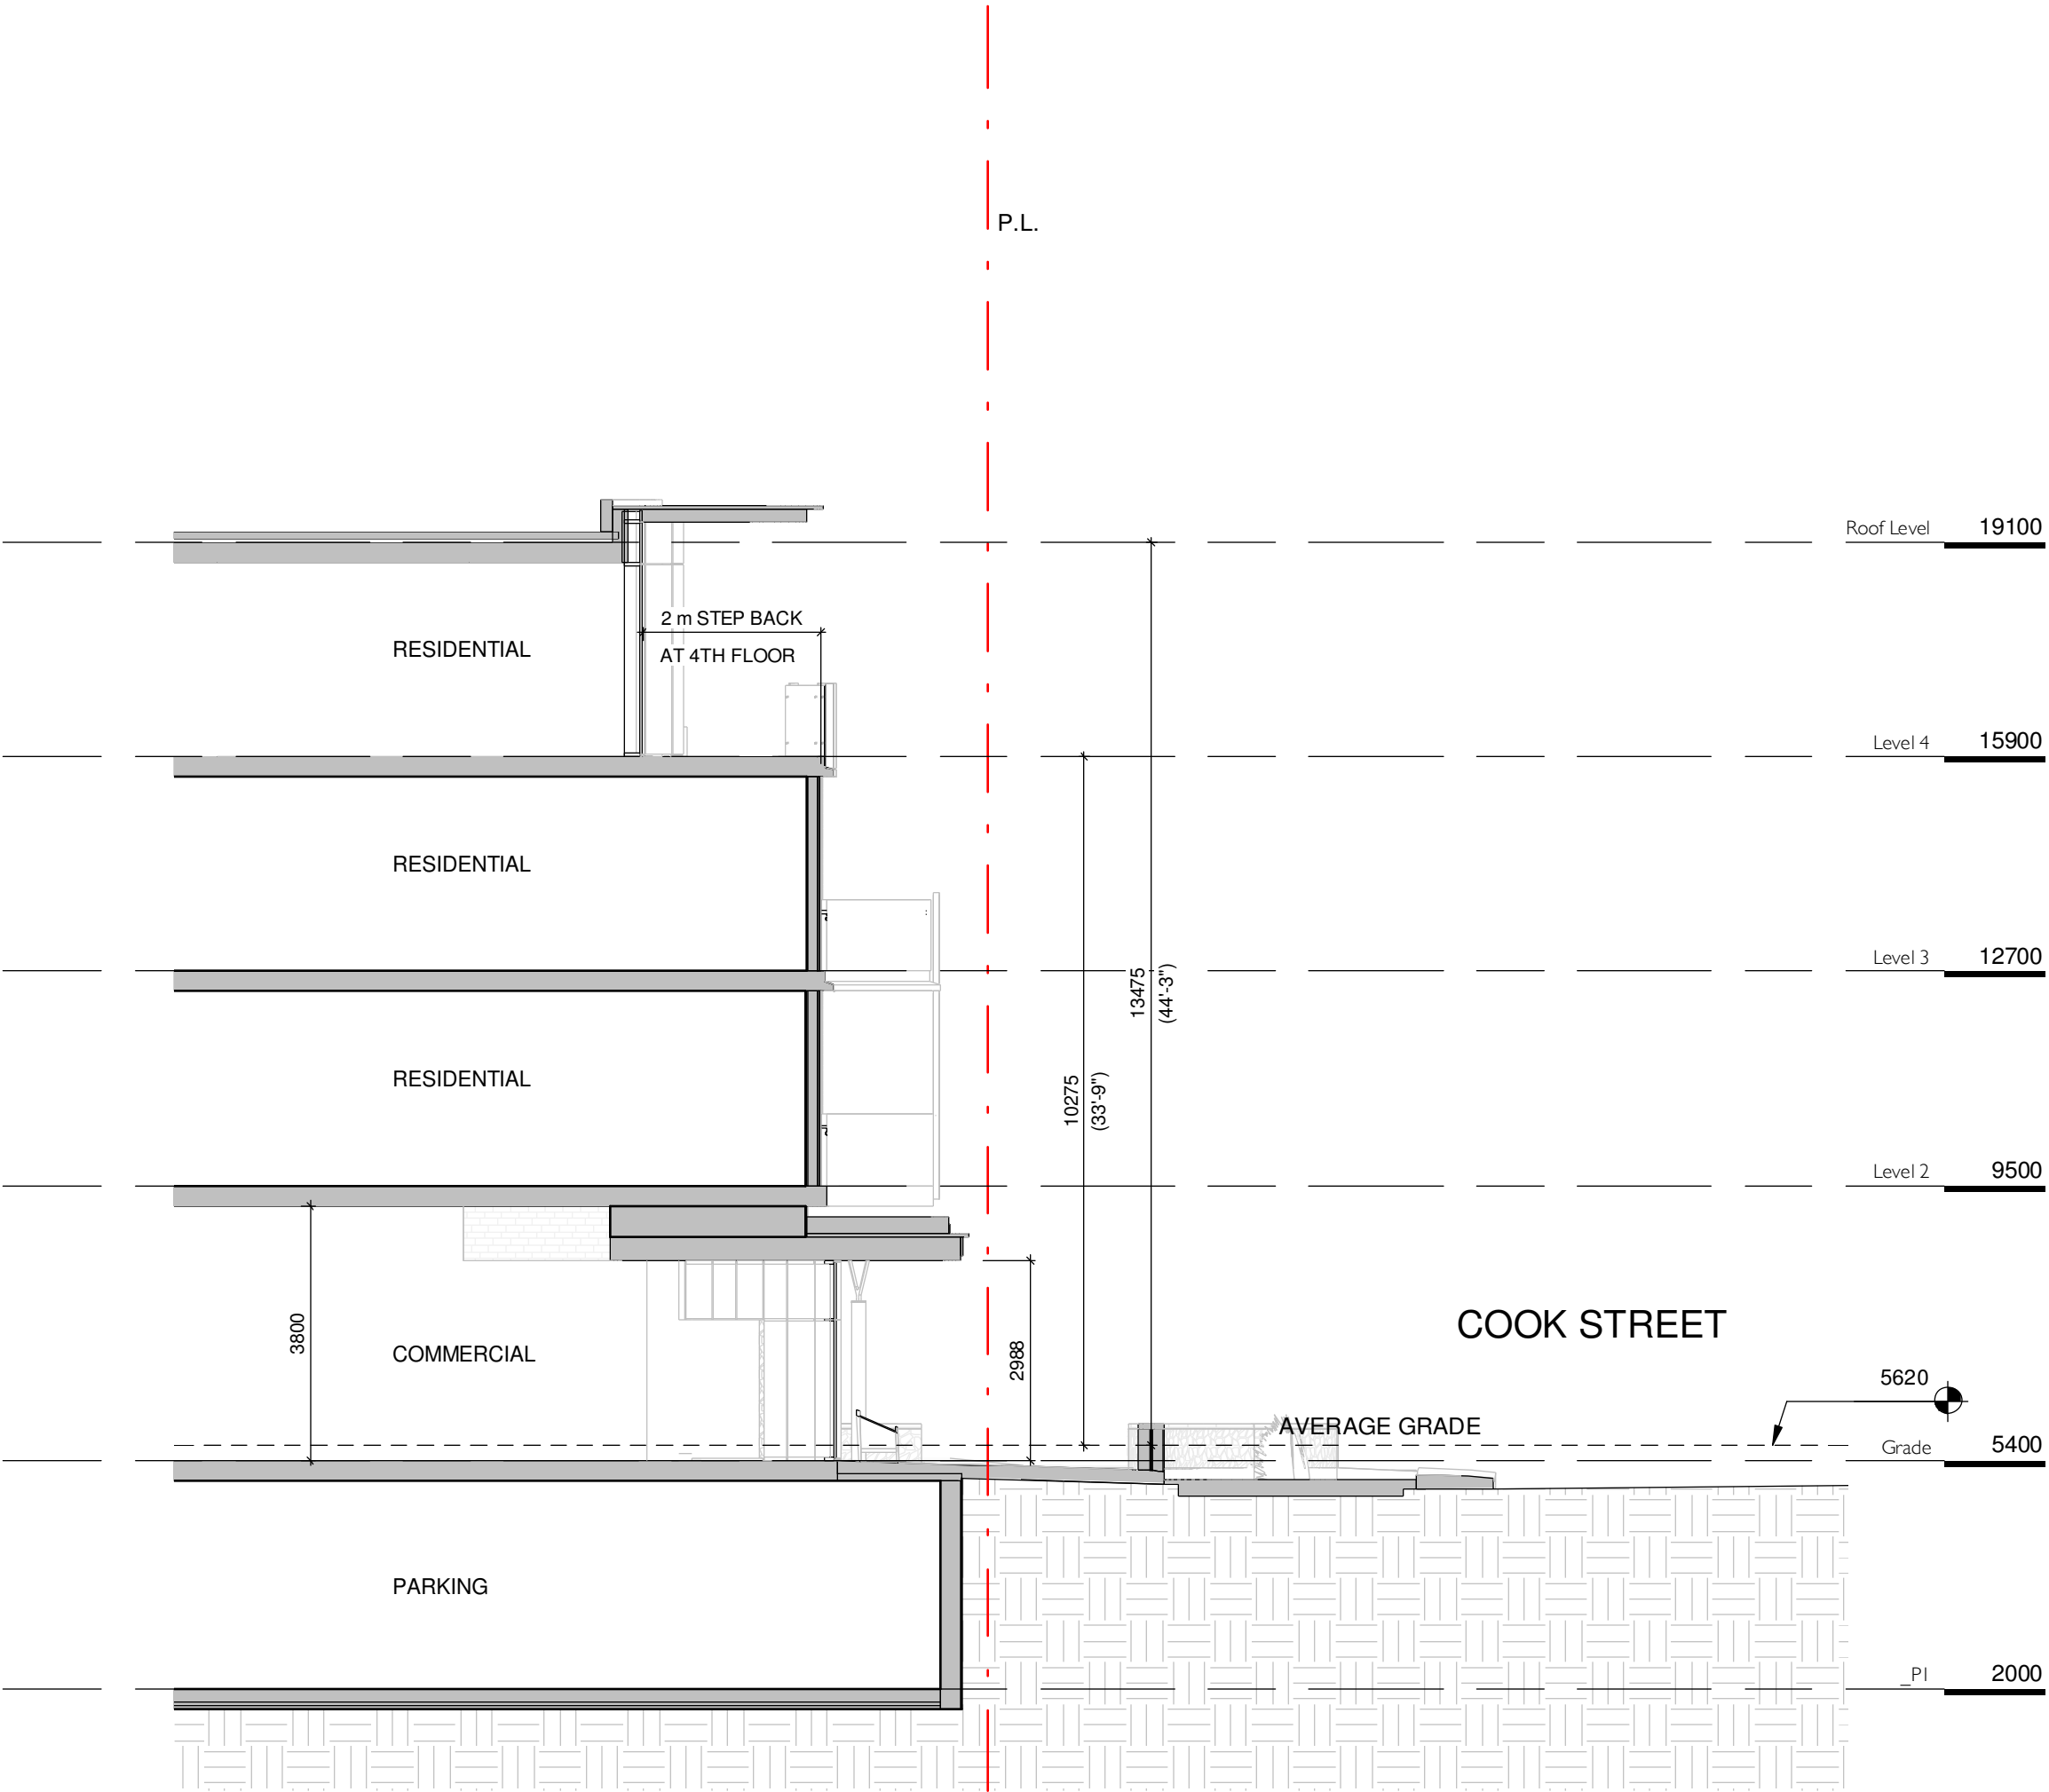 P.L.
Roof Level 19100
2 m STEP BACK
AT 4TH FLOOR
RESIDENTIAL
Level 4 15900
RESIDENTIAL
Level 3 12700
13475
(44'-3")
RESIDENTIAL
10275
(33'-9")
Level 2 9500
3800
COMMERCIAL
2988
COOK STREET
5620
AVERAGE GRADE
Grade 5400
PARKING
_P1 2000